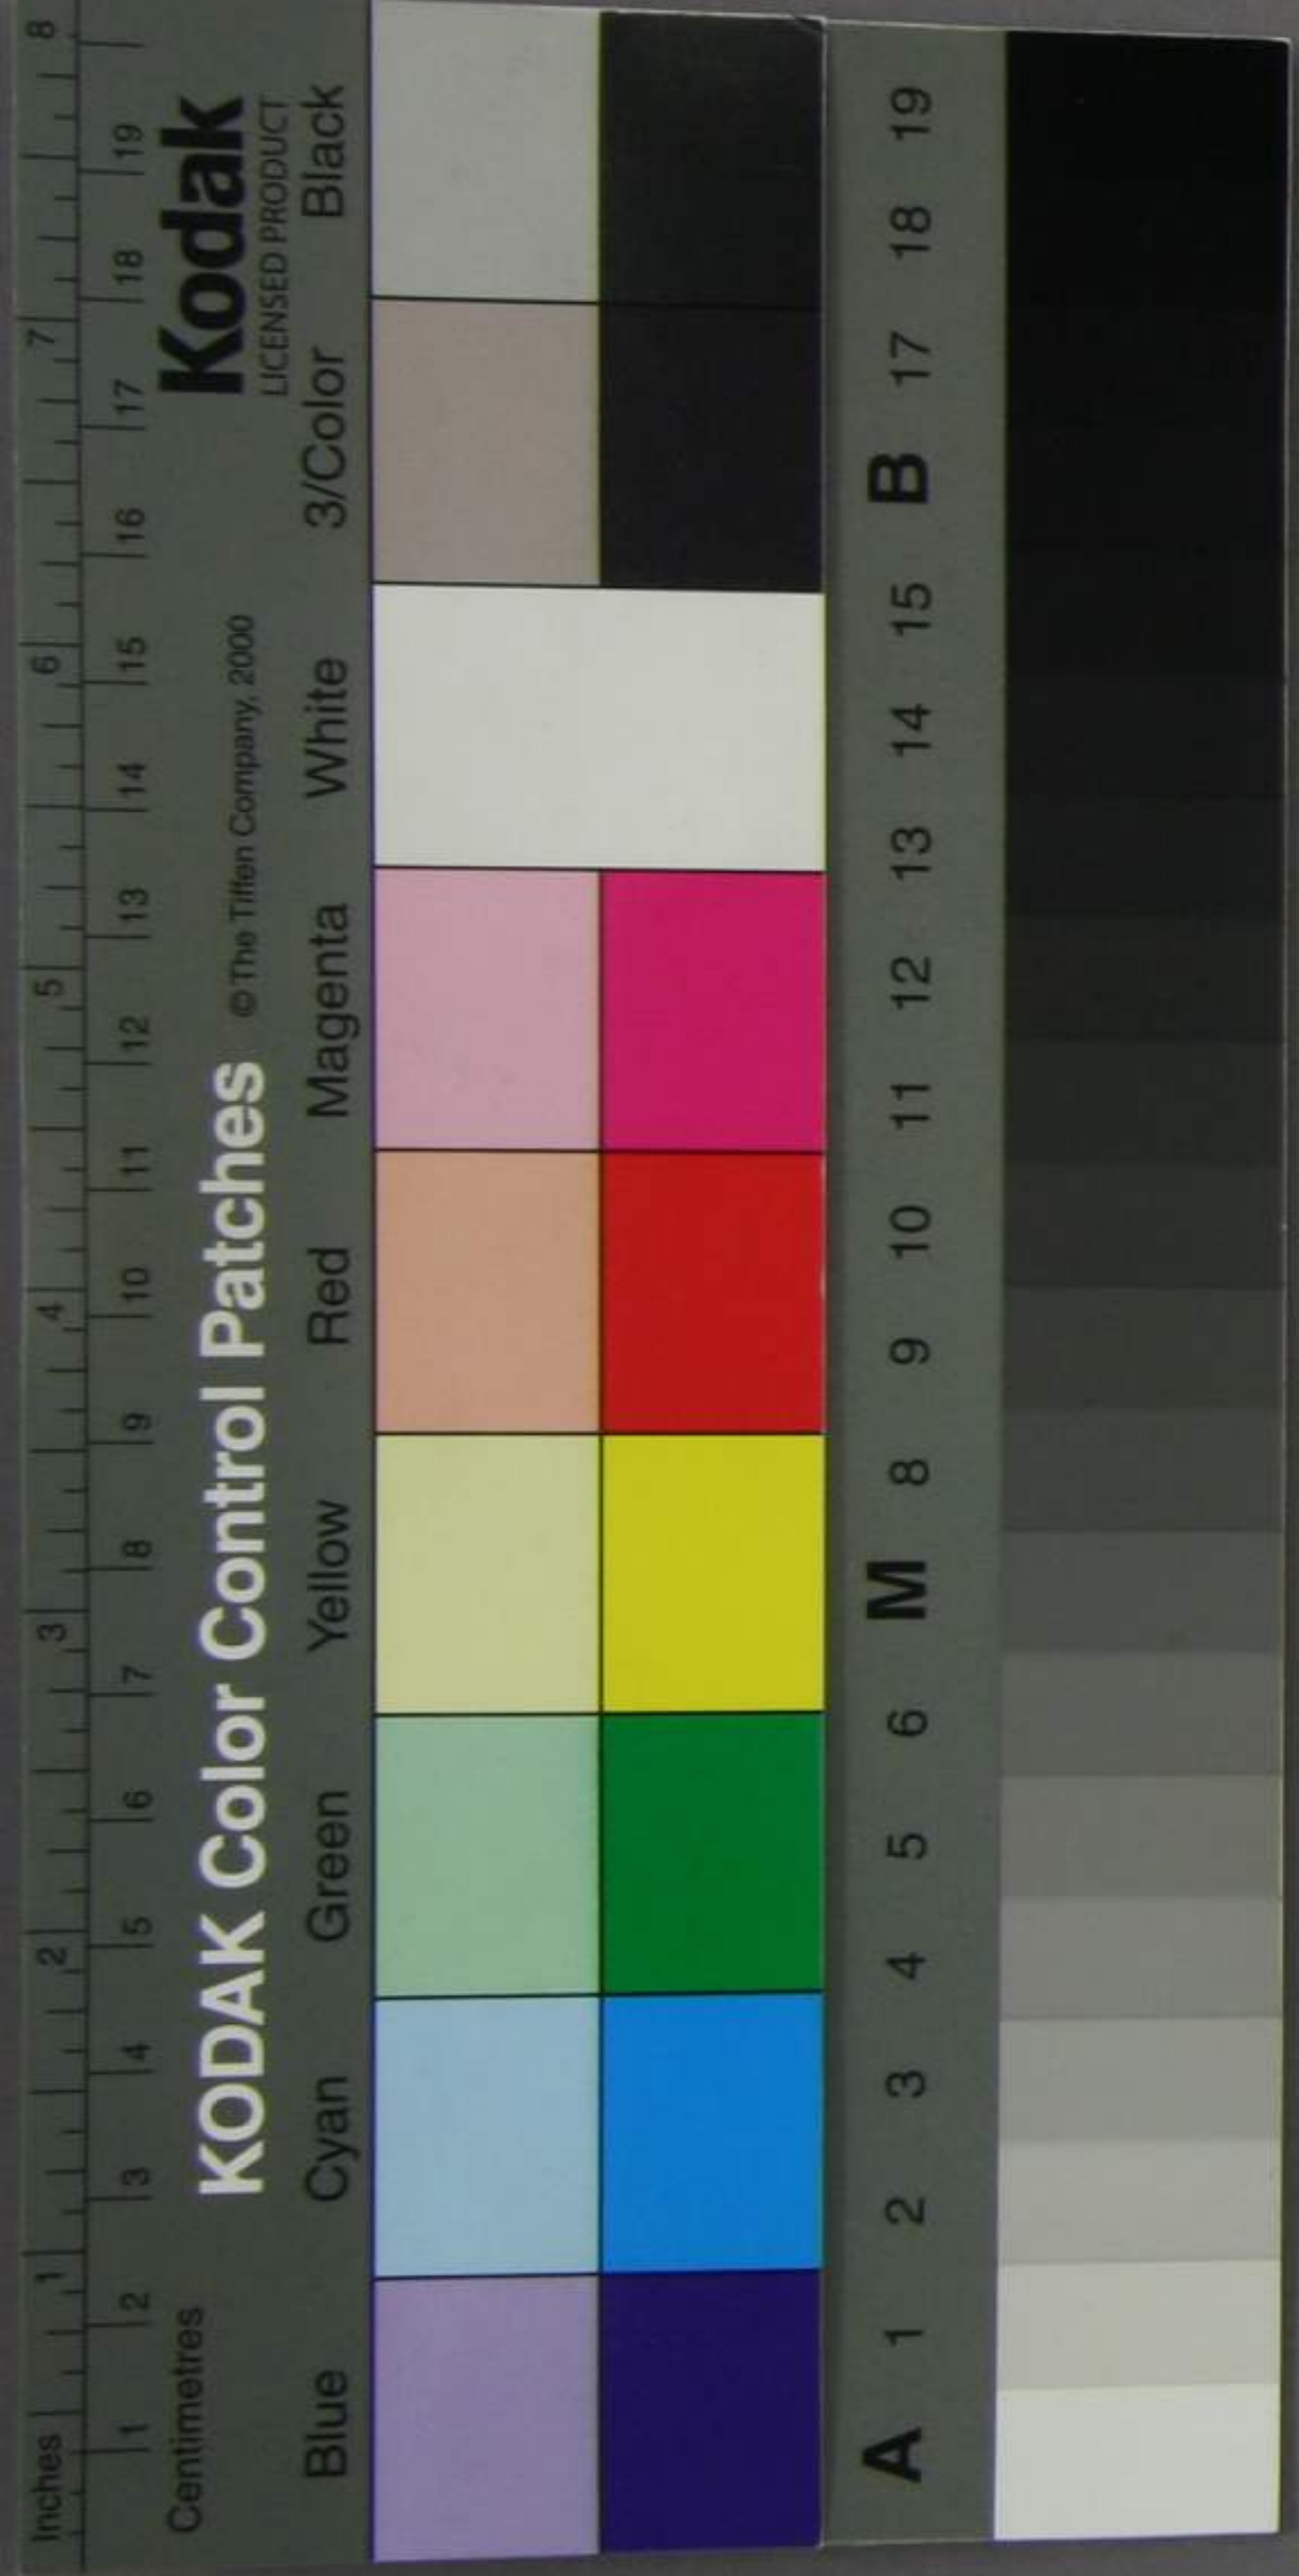 Inches 1 2 3 4 5 6 7 8
Centimetres 1 2 3 4 5 6 7 8 9 10 11 12 13 14 15 16 17 18 19
KODAK Color Control Patches © The Tiffen Company, 2000 Kodak
LICENSED PRODUCT
Blue Cyan Green Yellow Red Magenta White 3/Color Black
A 1 2 3 4 5 6 M 8 9 10 11 12 13 14 15 B 17 18 19